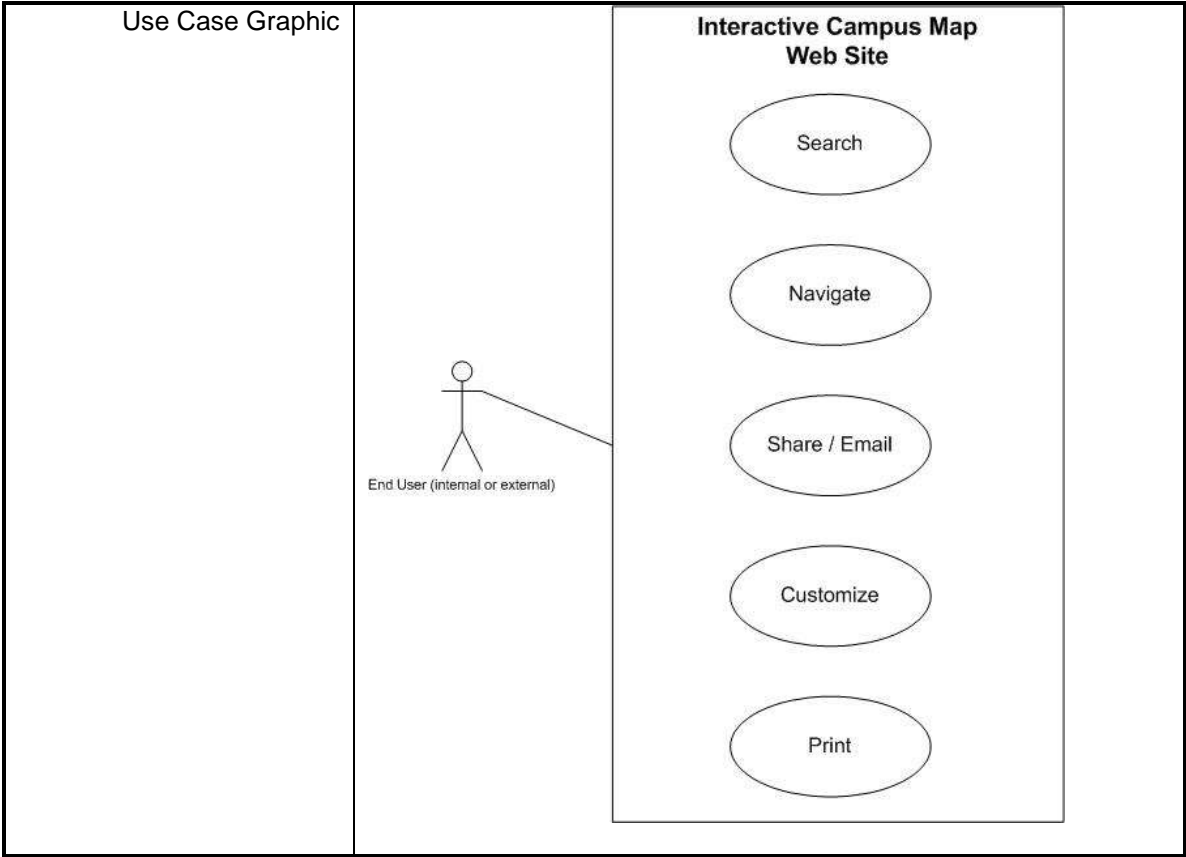 Use Case Graphic
Interactive Campus Map
Web Site
Search
Navigate
Share / Email
End User (internal or external)
Customize
Print